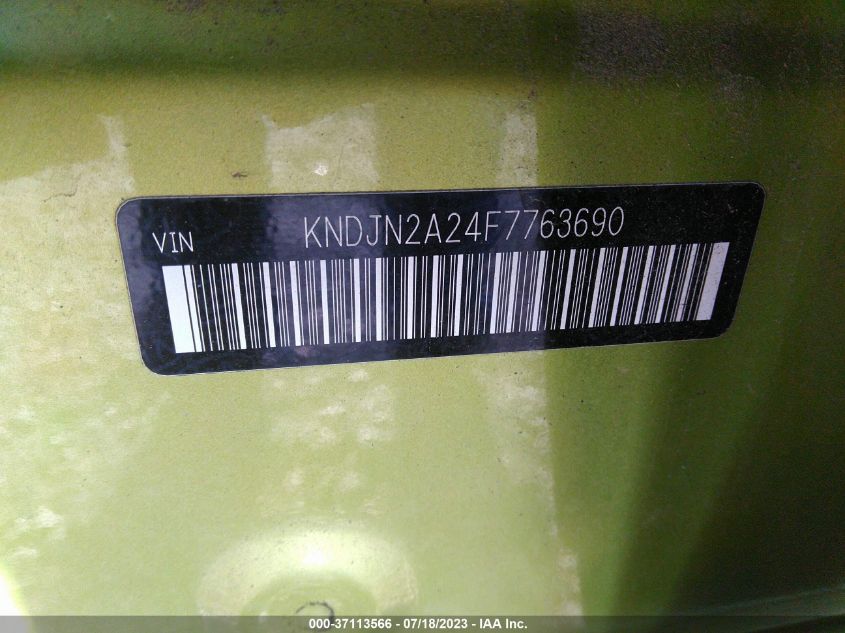 VIN KNDJN2A24F7763690
000-37113566 - 07/18/2023 - IAA Inc.